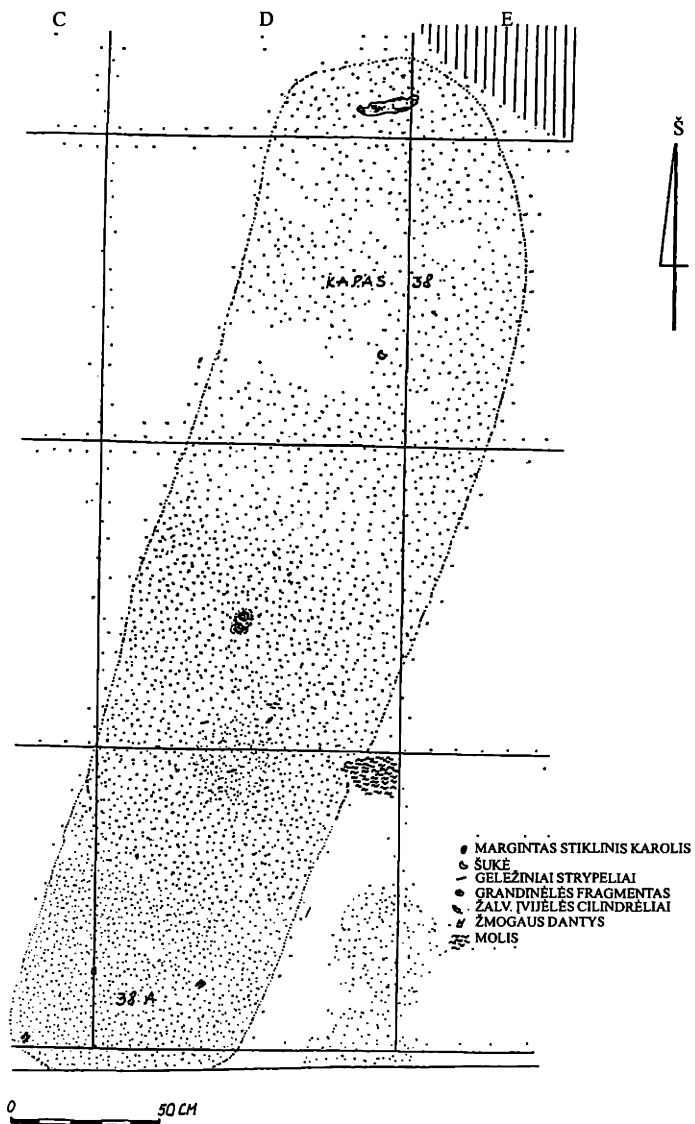 C D E
Š
KAPAS 38
MARGINTAS STIKLINIS KAROLIS
ŠUKĖ
GELEŽINIAI STRYPELIAI
GRANDINĖLĖS FRAGMENTAS
ŽALV. ĮVIJĖLĖS CILINDRĖLIAI
ŽMOGAUS DANTYS
MOLIS
38 A
0 50 CM